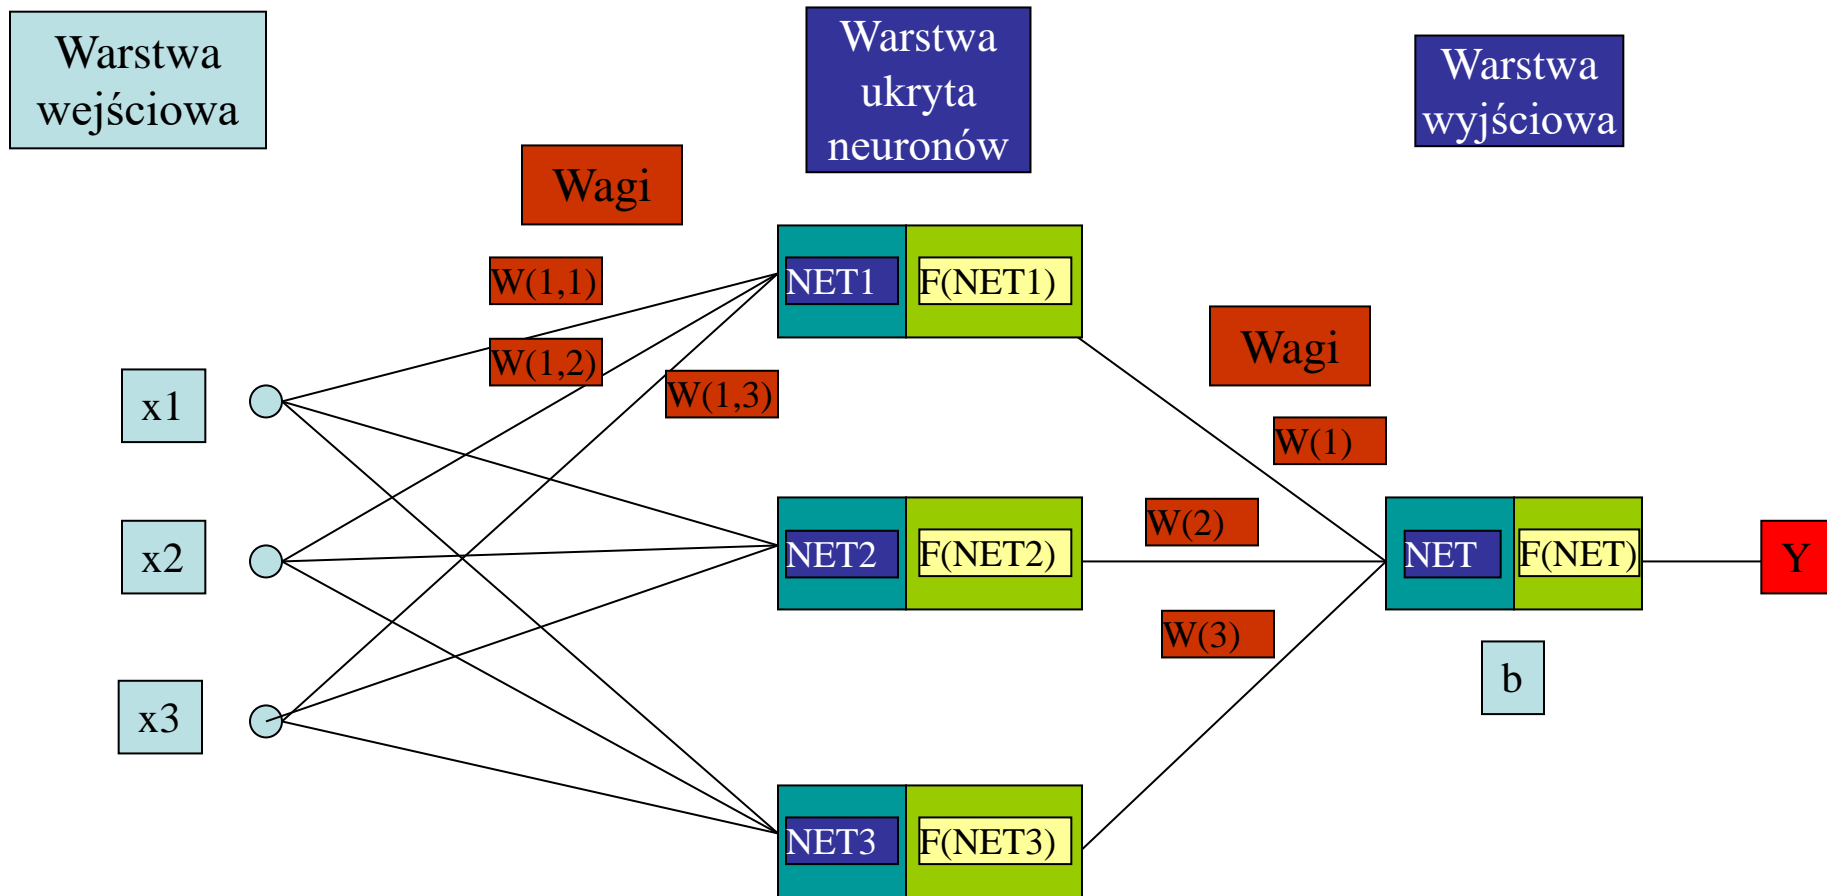 Warstwa
wejściowa
Warstwa
ukryta
neuronów
Warstwa
wyjściowa
Wagi
W(1,1)
NET1
F(NET1)
W(1,2)
W(1,3)
Wagi
x1
W(1)
W(2)
x2
NET2
F(NET2)
NET
F(NET)
Y
W(3)
b
x3
NET3
F(NET3)